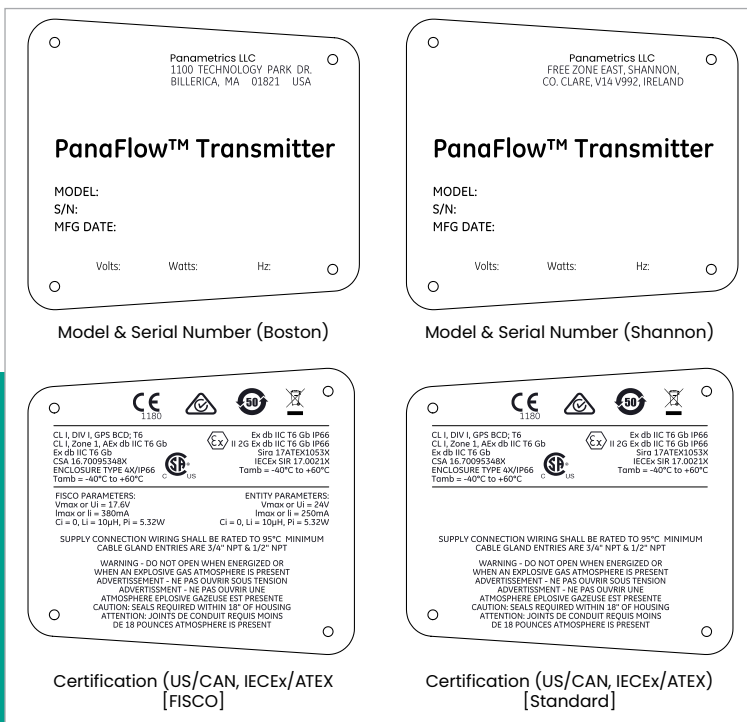 Panametrics LLC
1100 TECHNOLOGY PARK DR.
BILLERICA, MA 01821 USA
PanaFlow™ Transmitter
MODEL:
S/N:
MFG DATE:
Volts: Watts: Hz:
Model & Serial Number (Boston)
Panametrics LLC
FREE ZONE EAST, SHANNON,
CO. CLARE, V14 V992, IRELAND
PanaFlow™ Transmitter
MODEL:
S/N:
MFG DATE:
Volts: Watts: Hz:
Model & Serial Number (Shannon)
CE
1180
50
CL I, DIV I, GPS BCD; T6
CL I, Zone 1, AEx db IIC T6 Gb
Ex db IIC T6 Gb
CSA 16.70095348X
ENCLOSURE TYPE 4X/IP66
Tamb = -40°C to +60°C
C SA US
Ex
Ex db IIC T6 Gb IP66
II 2G Ex db IIC T6 Gb IP66
Sira 17ATEX1053X
IECEx SIR 17.0021X
Tamb = -40°C to +60°C
FISCO PARAMETERS:
Vmax or Ui = 17.6V
Imax or Ii = 380mA
Ci = 0, Li = 10µH, Pi = 5.32W
ENTITY PARAMETERS:
Vmax or Ui = 24V
Imax or Ii = 250mA
Ci = 0, Li = 10µH, Pi = 5.32W
SUPPLY CONNECTION WIRING SHALL BE RATED TO 95°C MINIMUM
CABLE GLAND ENTRIES ARE 3/4" NPT & 1/2" NPT
WARNING - DO NOT OPEN WHEN ENERGIZED OR
WHEN AN EXPLOSIVE GAS ATMOSPHERE IS PRESENT
ADVERTISSEMENT - NE PAS OUVRIR SOUS TENSION
ADVERTISSMENT - NE PAS OUVRIR UNE
ATMOSPHERE EPLOSIVE GAZEUSE EST PRESENTE
CAUTION: SEALS REQUIRED WITHIN 18" OF HOUSING
ATTENTION: JOINTS DE CONDUIT REQUIS MOINS
DE 18 POUNCES ATMOSPHERE IS PRESENT
Certification (US/CAN, IECEx/ATEX
[FISCO]
CE
1180
50
CL I, DIV I, GPS BCD; T6
CL I, Zone 1, AEx db IIC T6 Gb
Ex db IIC T6 Gb
CSA 16.70095348X
ENCLOSURE TYPE 4X/IP66
Tamb = -40°C to +60°C
C SA US
Ex
Ex db IIC T6 Gb IP66
II 2G Ex db IIC T6 Gb IP66
Sira 17ATEX1053X
IECEx SIR 17.0021X
Tamb = -40°C to +60°C
SUPPLY CONNECTION WIRING SHALL BE RATED TO 95°C MINIMUM
CABLE GLAND ENTRIES ARE 3/4" NPT & 1/2" NPT
WARNING - DO NOT OPEN WHEN ENERGIZED OR
WHEN AN EXPLOSIVE GAS ATMOSPHERE IS PRESENT
ADVERTISSEMENT - NE PAS OUVRIR SOUS TENSION
ADVERTISSMENT - NE PAS OUVRIR UNE
ATMOSPHERE EPLOSIVE GAZEUSE EST PRESENTE
CAUTION: SEALS REQUIRED WITHIN 18" OF HOUSING
ATTENTION: JOINTS DE CONDUIT REQUIS MOINS
DE 18 POUNCES ATMOSPHERE IS PRESENT
Certification (US/CAN, IECEx/ATEX)
[Standard]